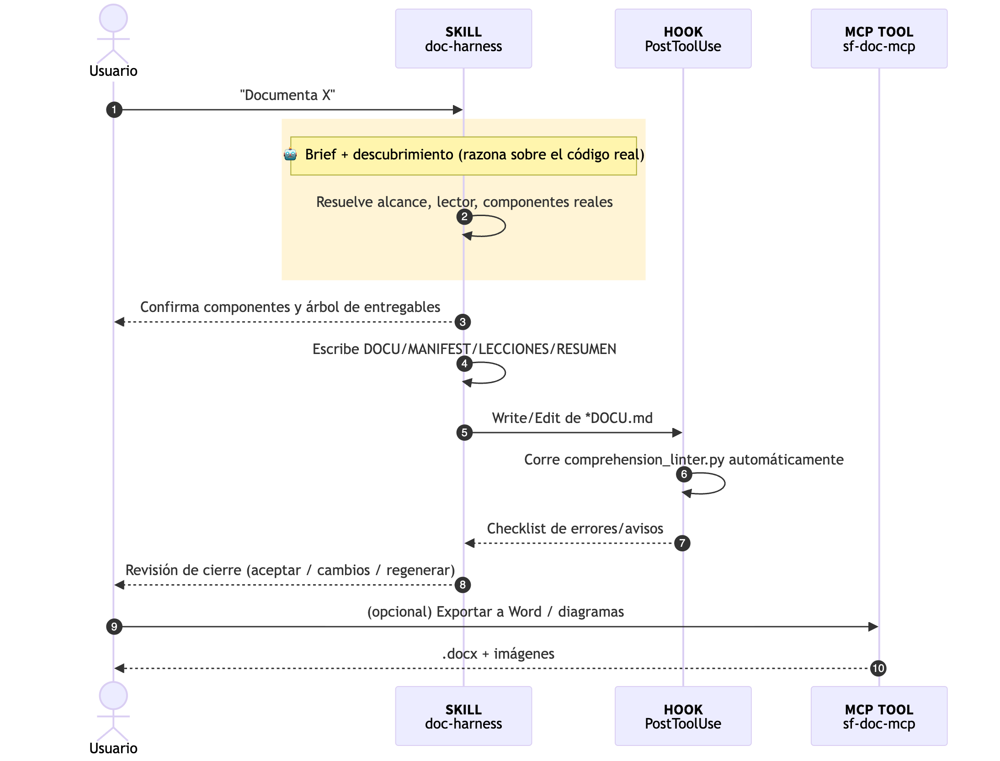 SKILL
doc-harness
HOOK
PostToolUse
MCP TOOL
sf-doc-mcp
Usuario
"Documenta X"
1
Brief + descubrimiento (razona sobre el código real)
Resuelve alcance, lector, componentes reales
2
Confirma componentes y árbol de entregables
3
Escribe DOCU/MANIFEST/LECCIONES/RESUMEN
4
Write/Edit de *DOCU.md
5
Corre comprehension_linter.py automáticamente
6
Checklist de errores/avisos
7
Revisión de cierre (aceptar / cambios / regenerar)
8
(opcional) Exportar a Word / diagramas
9
.docx + imágenes
10
SKILL
doc-harness
HOOK
PostToolUse
MCP TOOL
sf-doc-mcp
Usuario